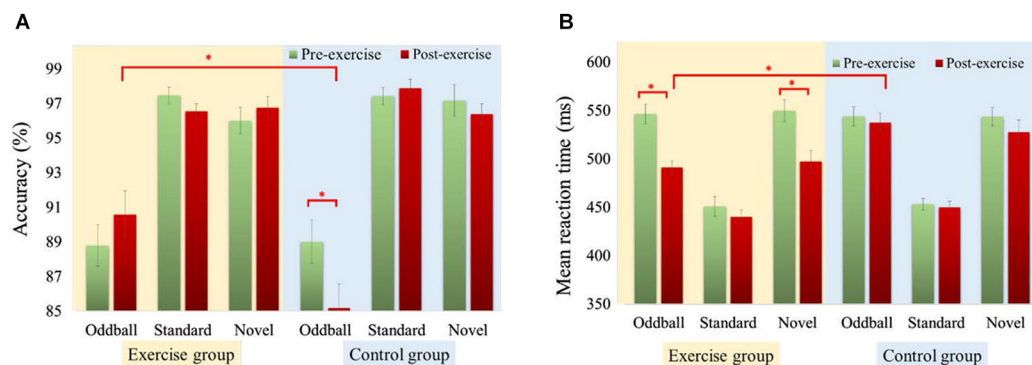 A
Accuracy (%)
99
97
95
93
91
89
87
85
Pre-exercise Post-exercise
*
*
Oddball Standard Novel Oddball Standard Novel
Exercise group Control group
B
Mean reaction time (ms)
600
550
500
450
400
350
Pre-exercise Post-exercise
* * *
Oddball Standard Novel Oddball Standard Novel
Exercise group Control group